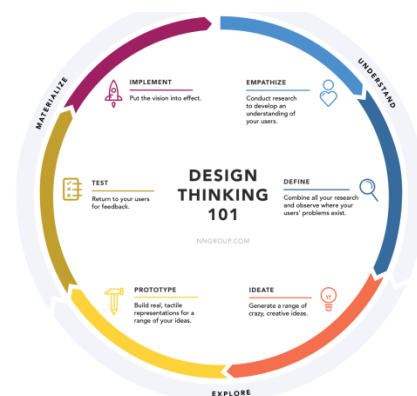 UNDERSTAND
EMPATHIZE
Conduct research
to develop an
understanding of
your users.
DEFINE
Combine all your research
and observe where your
users' problems exist.
IDEATE
Generate a range of
crazy, creative ideas.
EXPLORE
PROTOTYPE
Build real, tactile
representations for a
range of your ideas.
TEST
Return to your users
for feedback.
MATERIALIZE
IMPLEMENT
Put the vision into effect.
DESIGN
THINKING
101
NNGROUP.COM